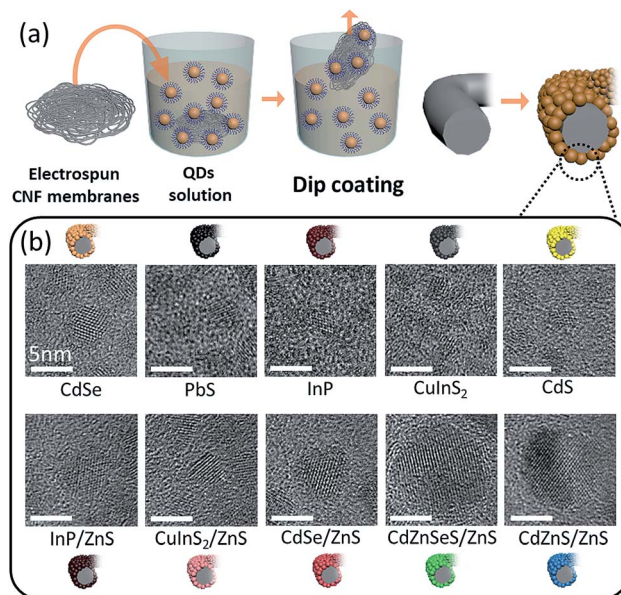 (a)
Electrospun
CNF membranes
QDs
solution
Dip coating
(b)
5nm
CdSe
PbS
InP
CuInS₂
CdS
InP/ZnS
CuInS₂/ZnS
CdSe/ZnS
CdZnSeS/ZnS
CdZnS/ZnS